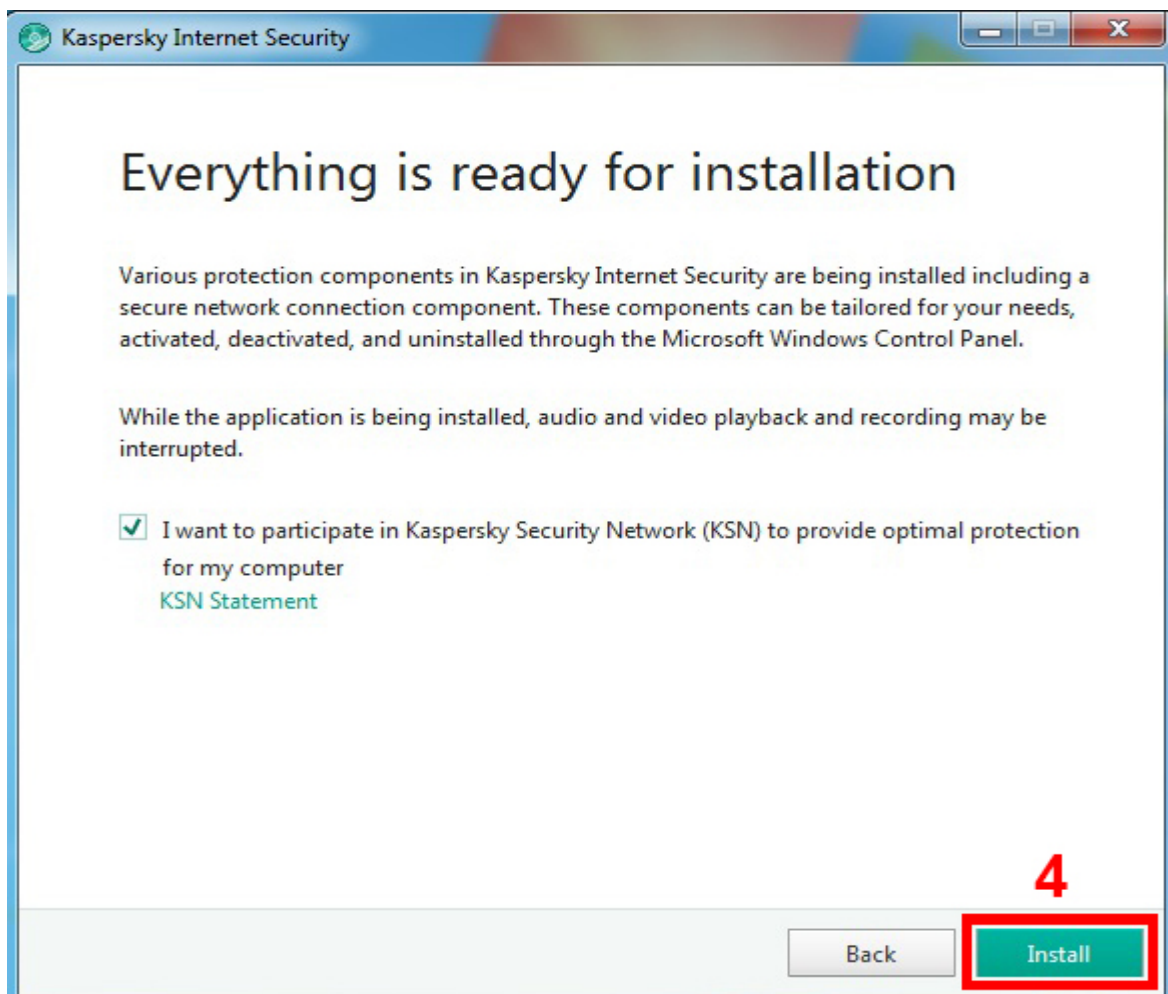 Kaspersky Internet Security
Everything is ready for installation
Various protection components in Kaspersky Internet Security are being installed including a
secure network connection component. These components can be tailored for your needs,
activated, deactivated, and uninstalled through the Microsoft Windows Control Panel.
While the application is being installed, audio and video playback and recording may be
interrupted.
I want to participate in Kaspersky Security Network (KSN) to provide optimal protection
for my computer
KSN Statement
4
Back Install